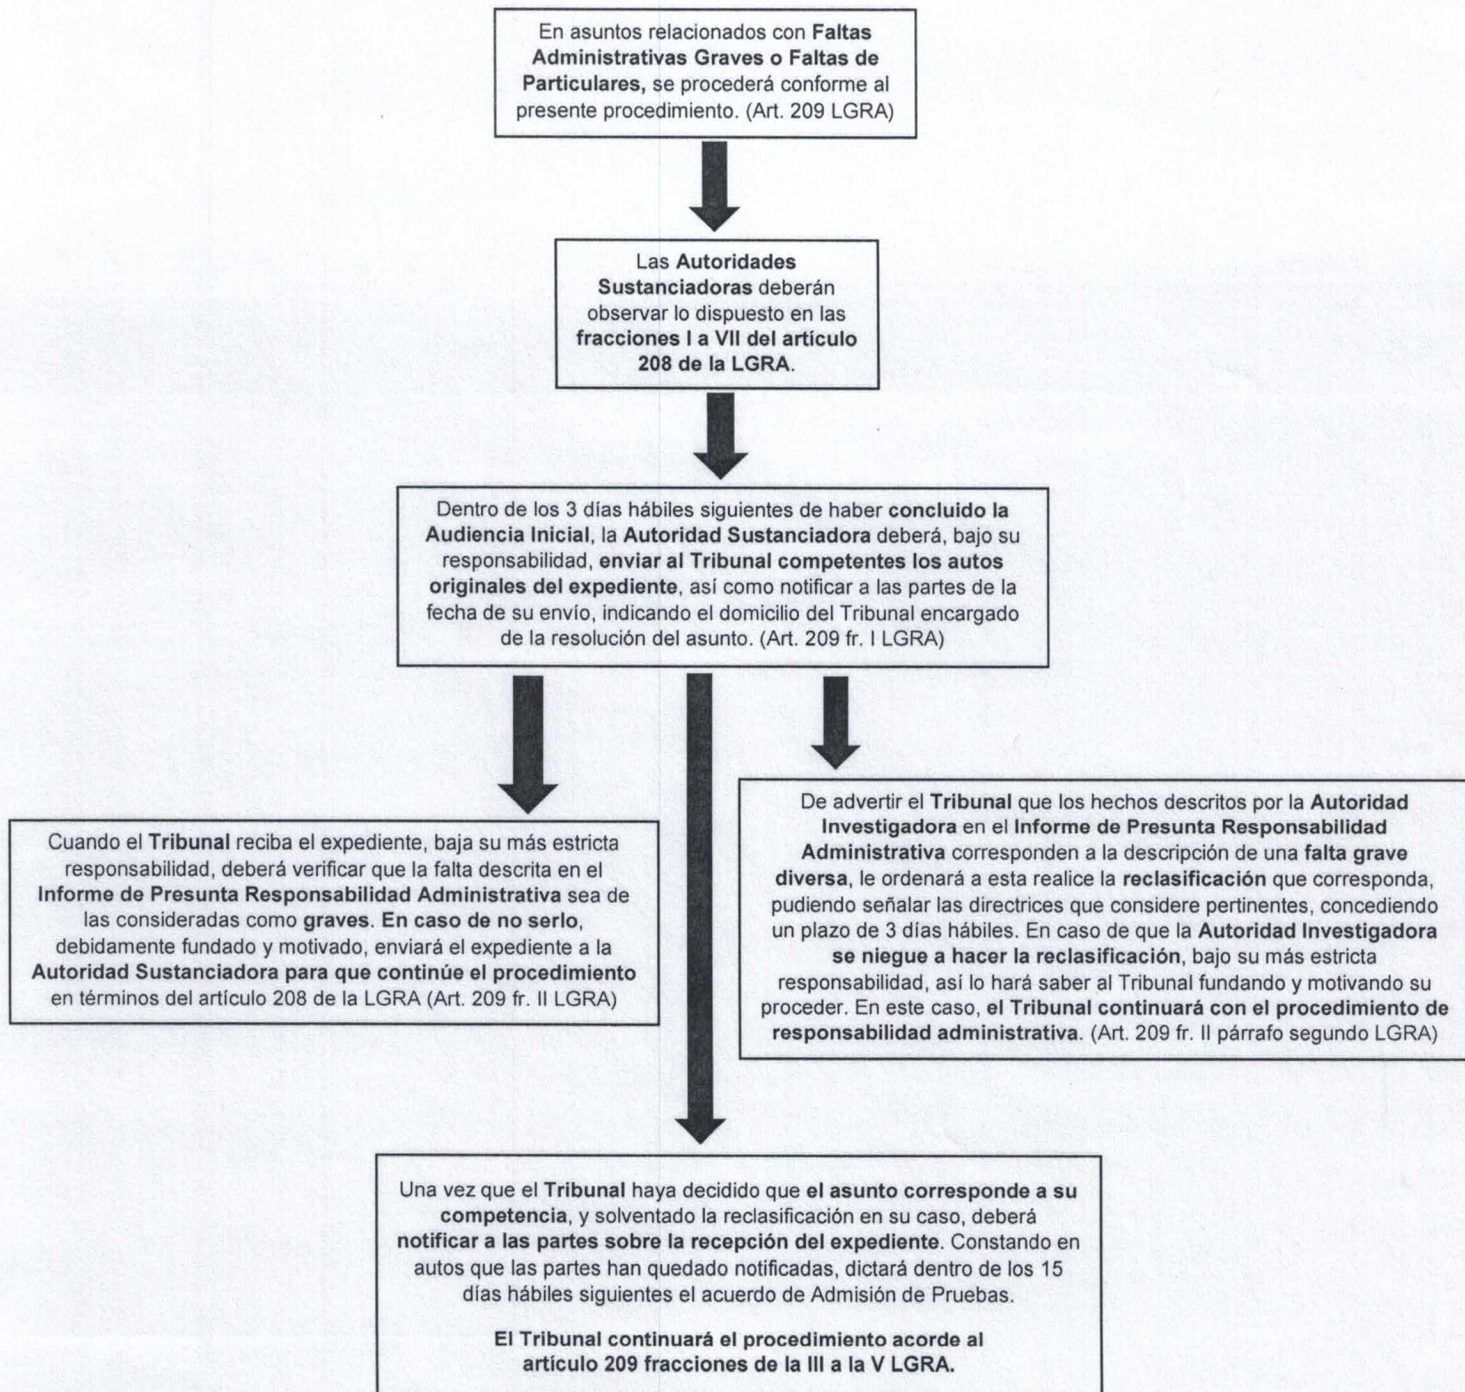 En asuntos relacionados con Faltas
Administrativas Graves o Faltas de
Particulares, se procederá conforme al
presente procedimiento. (Art. 209 LGRA)
Las Autoridades
Sustanciadoras deberán
observar lo dispuesto en las
fracciones I a VII del artículo
208 de la LGRA.
Dentro de los 3 días hábiles siguientes de haber concluido la
Audiencia Inicial, la Autoridad Sustanciadora deberá, bajo su
responsabilidad, enviar al Tribunal competentes los autos
originales del expediente, así como notificar a las partes de la
fecha de su envío, indicando el domicilio del Tribunal encargado
de la resolución del asunto. (Art. 209 fr. I LGRA)
Cuando el Tribunal reciba el expediente, baja su más estricta
responsabilidad, deberá verificar que la falta descrita en el
Informe de Presunta Responsabilidad Administrativa sea de
las consideradas como graves. En caso de no serlo,
debidamente fundado y motivado, enviará el expediente a la
Autoridad Sustanciadora para que continúe el procedimiento
en términos del artículo 208 de la LGRA (Art. 209 fr. II LGRA)
De advertir el Tribunal que los hechos descritos por la Autoridad
Investigadora en el Informe de Presunta Responsabilidad
Administrativa corresponden a la descripción de una falta grave
diversa, le ordenará a esta realice la reclasificación que corresponda,
pudiendo señalar las directrices que considere pertinentes, concediendo
un plazo de 3 días hábiles. En caso de que la Autoridad Investigadora
se niegue a hacer la reclasificación, bajo su más estricta
responsabilidad, así lo hará saber al Tribunal fundando y motivando su
proceder. En este caso, el Tribunal continuará con el procedimiento de
responsabilidad administrativa. (Art. 209 fr. II párrafo segundo LGRA)
Una vez que el Tribunal haya decidido que el asunto corresponde a su
competencia, y solventado la reclasificación en su caso, deberá
notificar a las partes sobre la recepción del expediente. Constando en
autos que las partes han quedado notificadas, dictará dentro de los 15
días hábiles siguientes el acuerdo de Admisión de Pruebas.
El Tribunal continuará el procedimiento acorde al
artículo 209 fracciones de la III a la V LGRA.